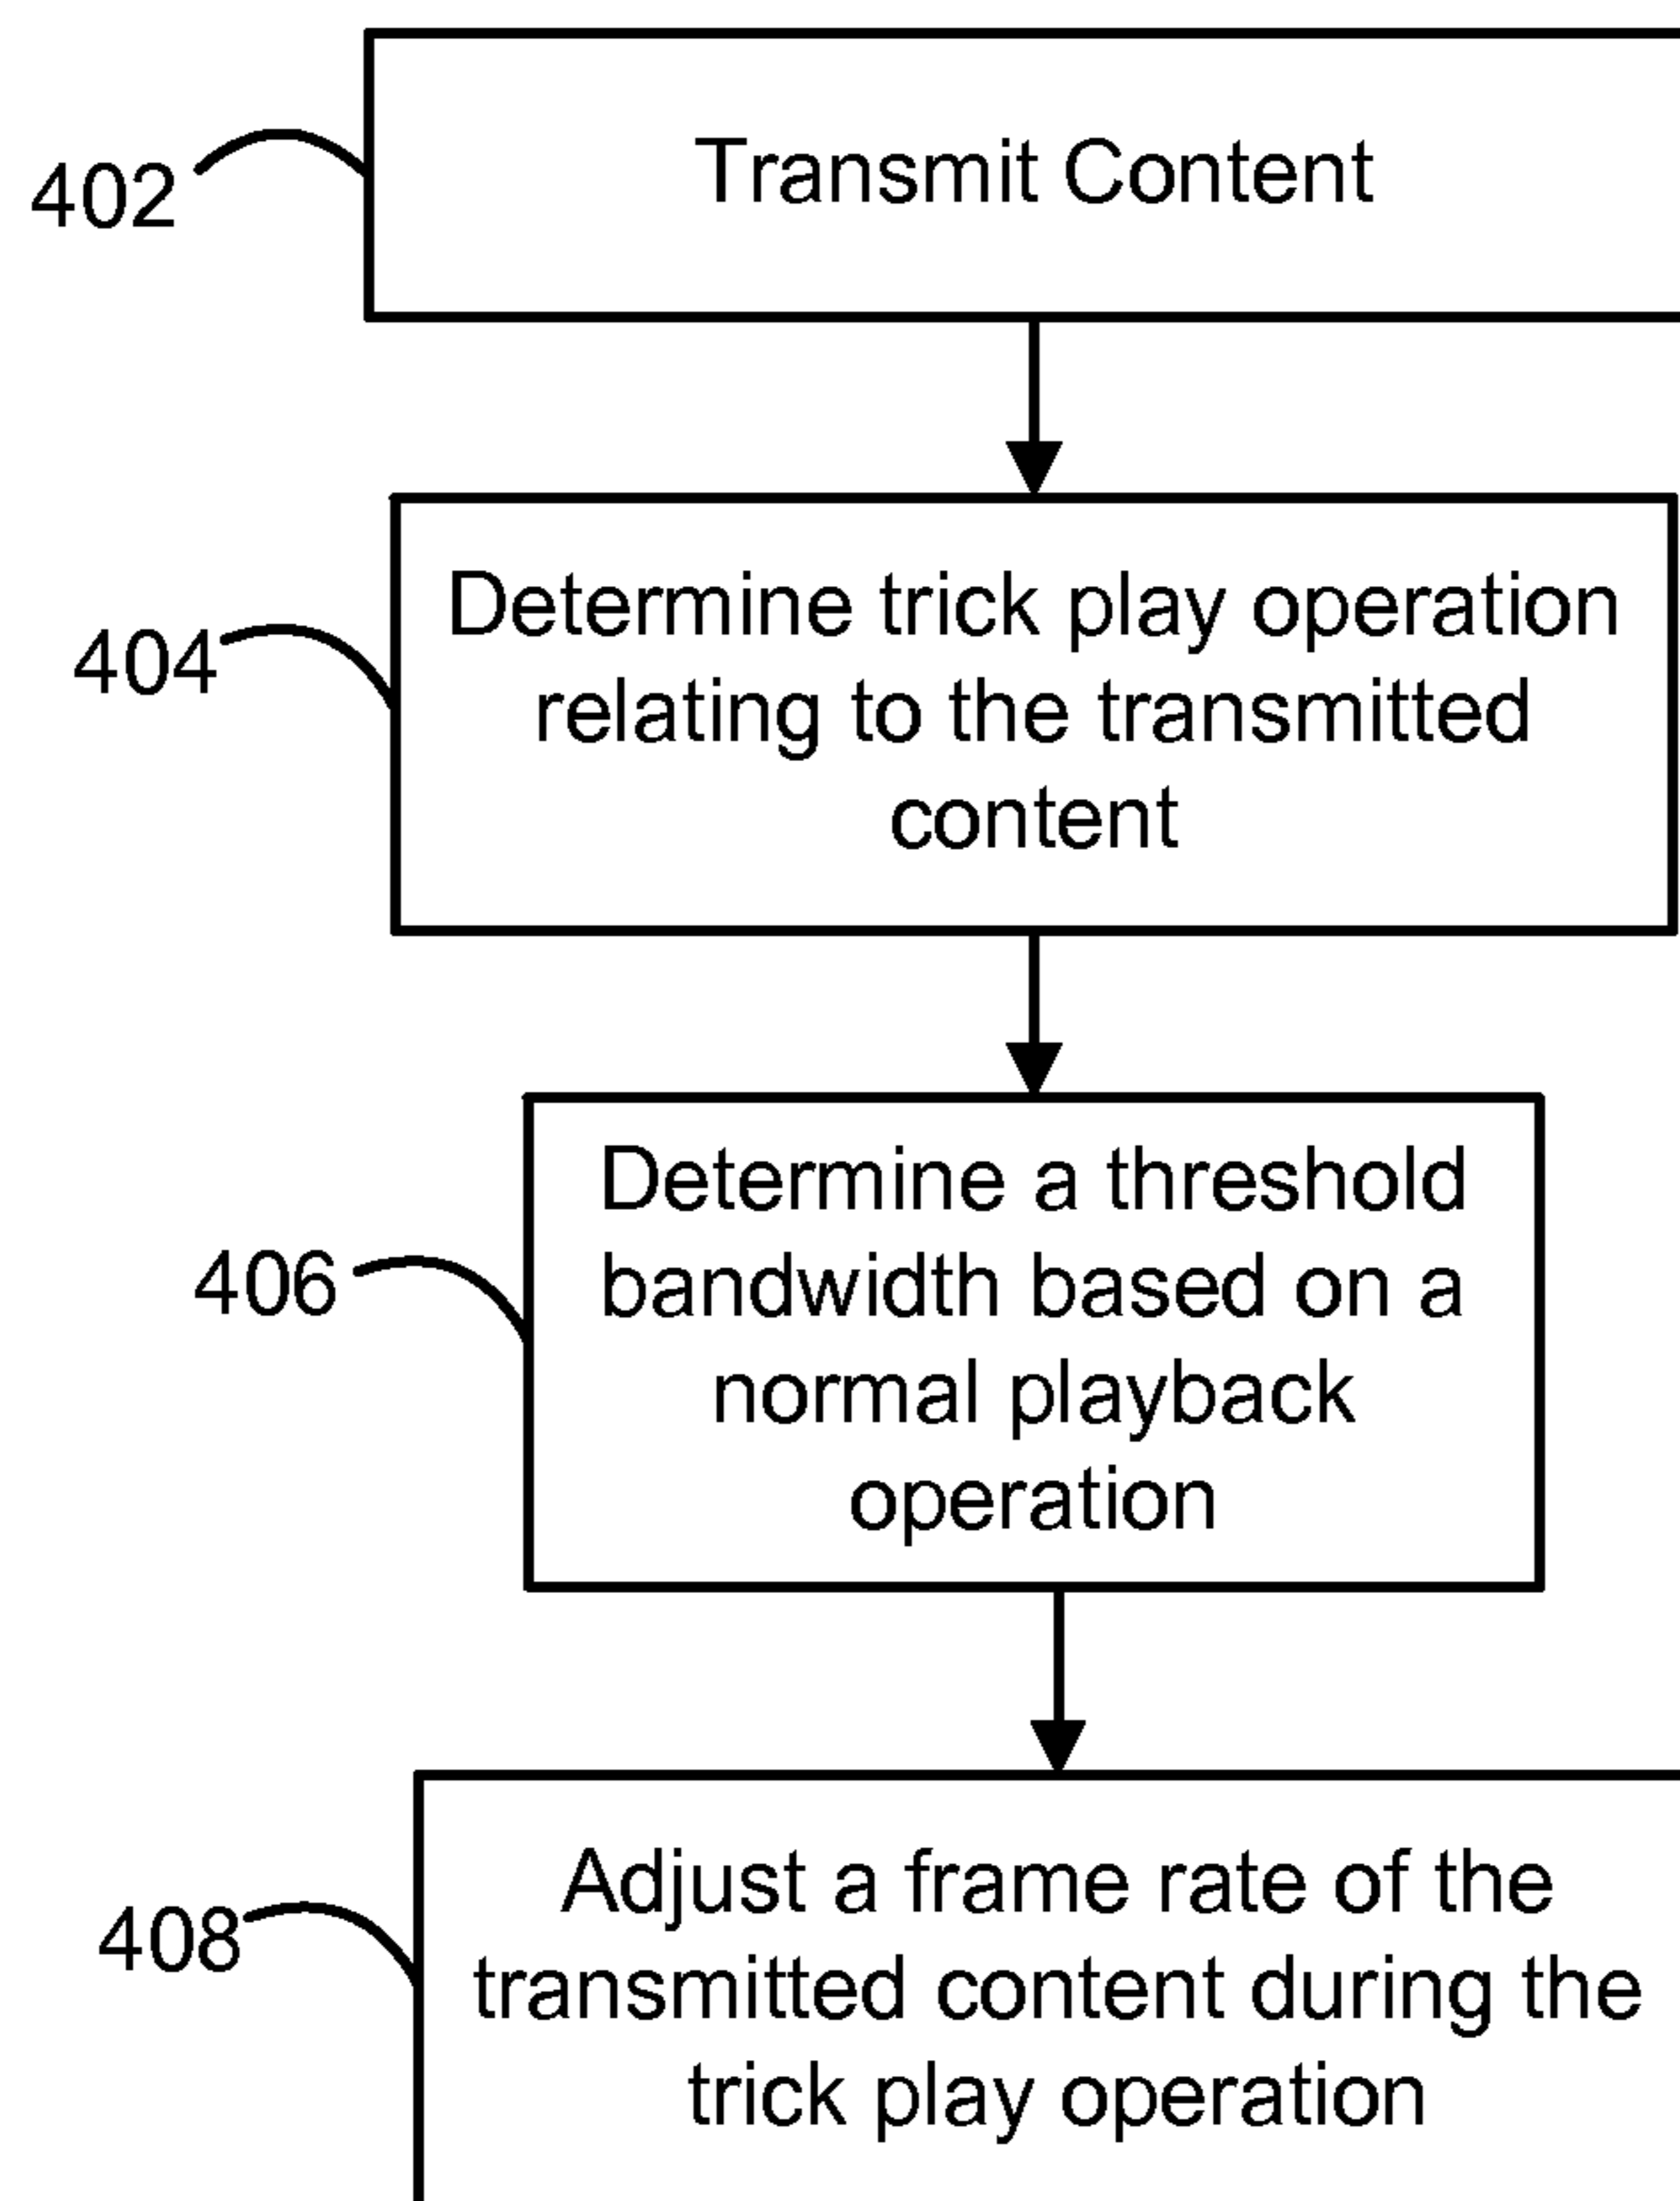 402
Transmit Content
404
Determine trick play operation
relating to the transmitted
content
406
Determine a threshold
bandwidth based on a
normal playback
operation
408
Adjust a frame rate of the
transmitted content during the
trick play operation